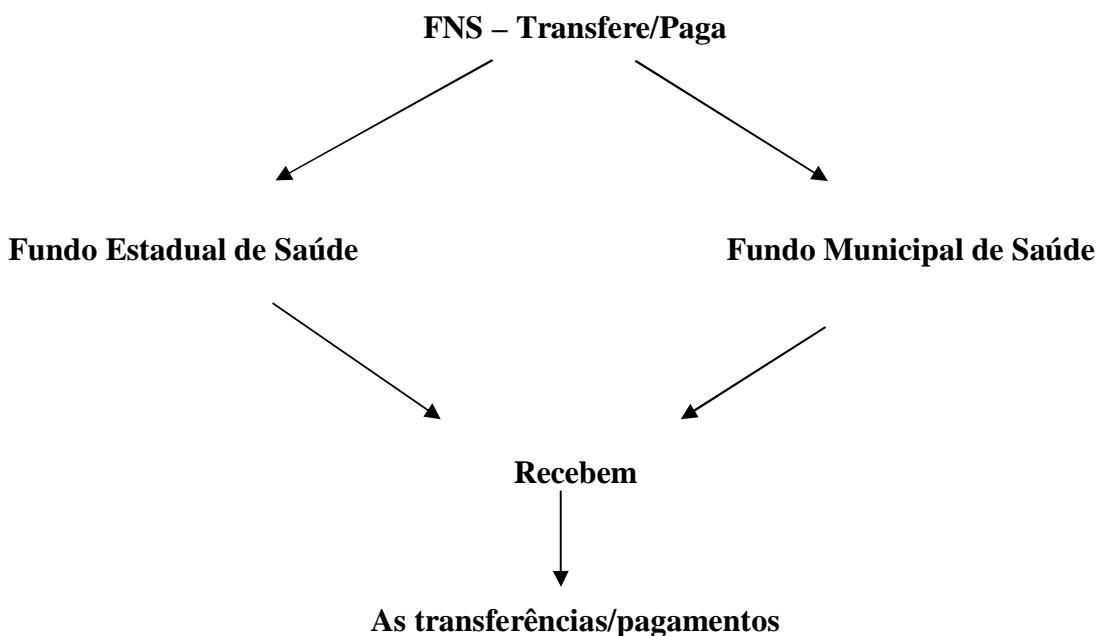 FNS – Transfere/Paga
Fundo Estadual de Saúde
Fundo Municipal de Saúde
Recebem
As transferências/pagamentos